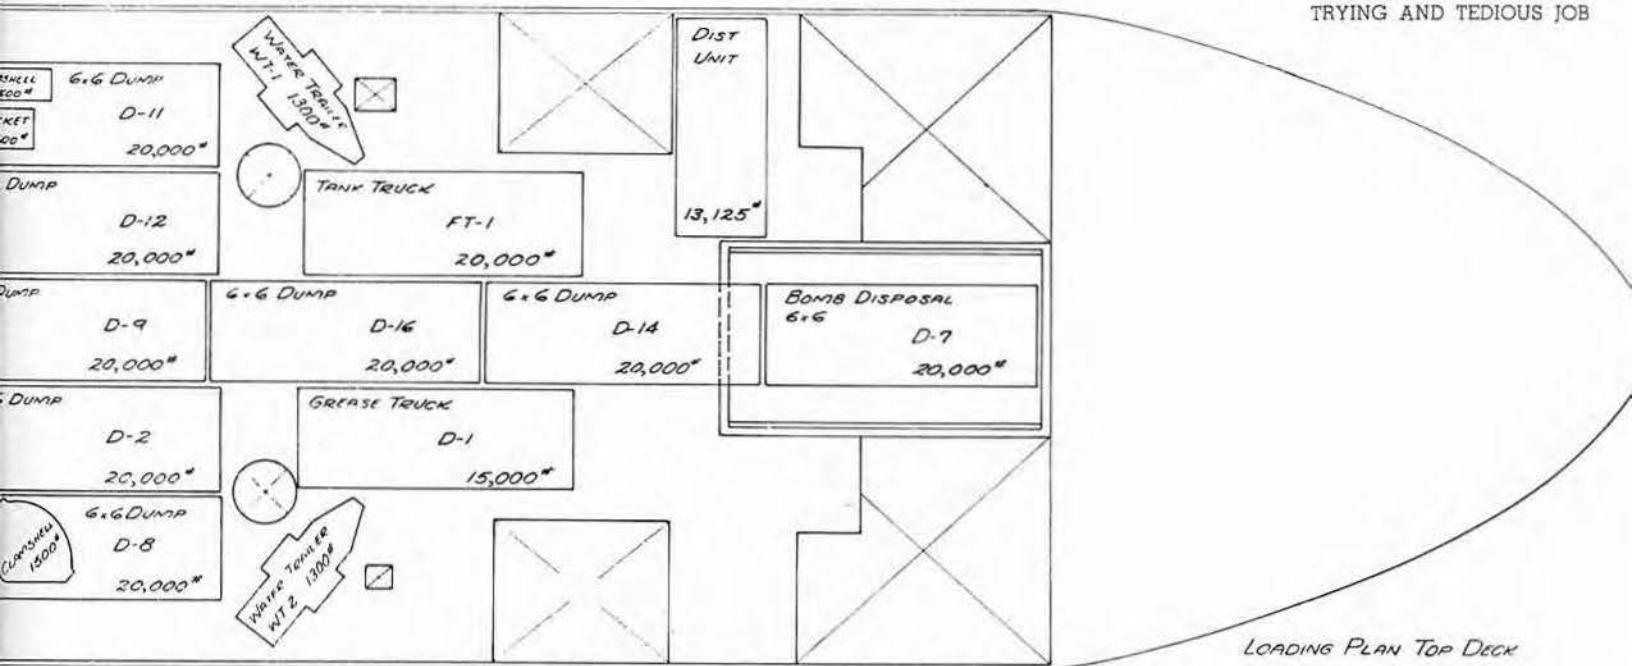 TRYING AND TEDIOUS JOB
6x6 DUMP
D-11
20,000#
WATER TRAILER
WT-1 1300#
DIST
UNIT
13,125#
DUMP
D-12
20,000#
TANK TRUCK
FT-1
20,000#
DUMP
D-9
20,000#
6x6 DUMP
D-16
20,000#
6x6 DUMP
D-14
20,000#
BOMB DISPOSAL
6x6
D-7
20,000#
6 DUMP
D-2
20,000#
GREASE TRUCK
D-1
15,000#
CLAMSHELL
1500#
6x6 DUMP
D-8
20,000#
WATER TRAILER
WT 2 1300#
LOADING PLAN TOP DECK